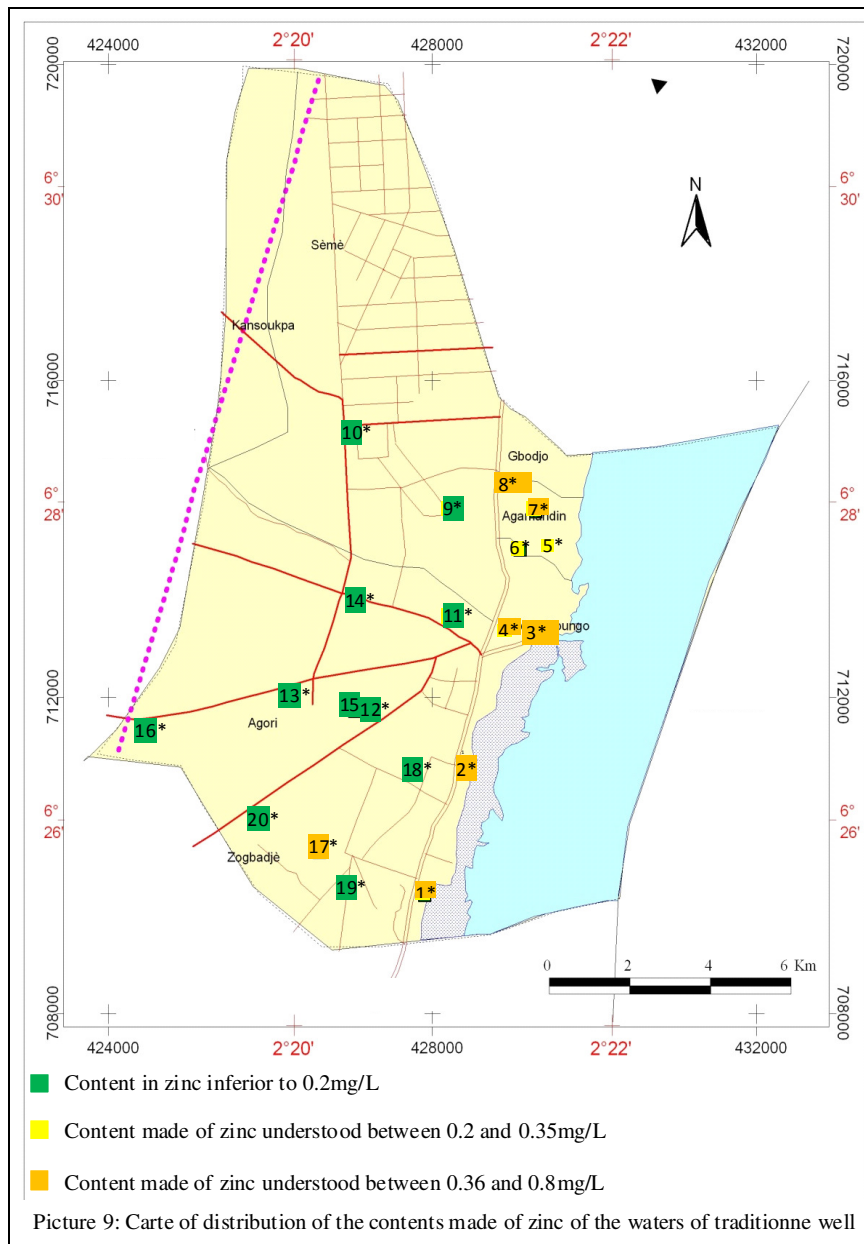 424000 2°20' 428000 2°22' 432000
720000 720000
6°30' 6°30'
N
Sèmè
Kansoukpa
716000 716000
10*
Gbodjo
8*
6°28' 6°28'
9* 7*
6* 5*
14* 11*
4* 3*
712000 712000
13* 15 12*
Agori
16*
18* 2*
6°26' 6°26'
20*
17*
Zogbadjè
19* 1*
0 2 4 6 Km
708000 708000
424000 2°20' 428000 2°22' 432000
Content in zinc inferior to 0.2mg/L
Content made of zinc understood between 0.2 and 0.35mg/L
Content made of zinc understood between 0.36 and 0.8mg/L
Picture 9: Carte of distribution of the contents made of zinc of the waters of traditionne well